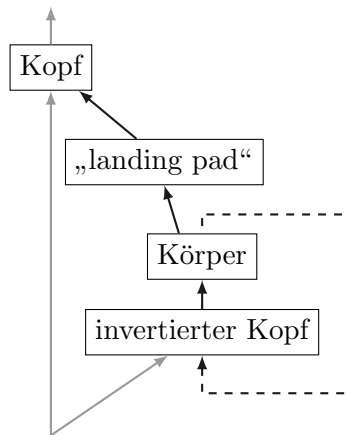 Kopf
„landing pad“
Körper
invertierter Kopf